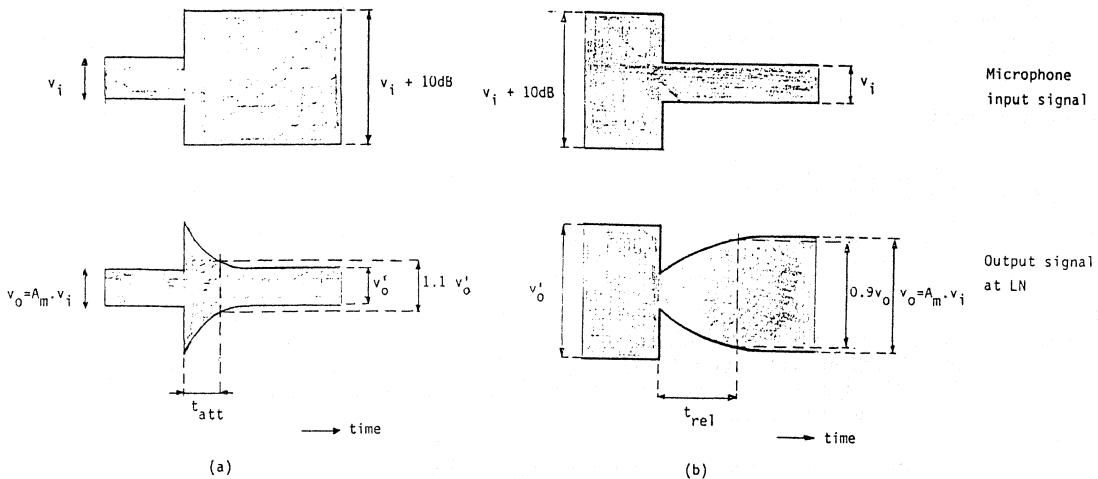 v_i
v_i + 10dB
v_i + 10dB
v_i
Microphone
input signal
v_o=A_m.v_i
v_o'
1.1 v_o'
v_o'
0.9v_o
v_o=A_m.v_i
Output signal
at LN
t_att
t_rel
time
time
(a)
(b)